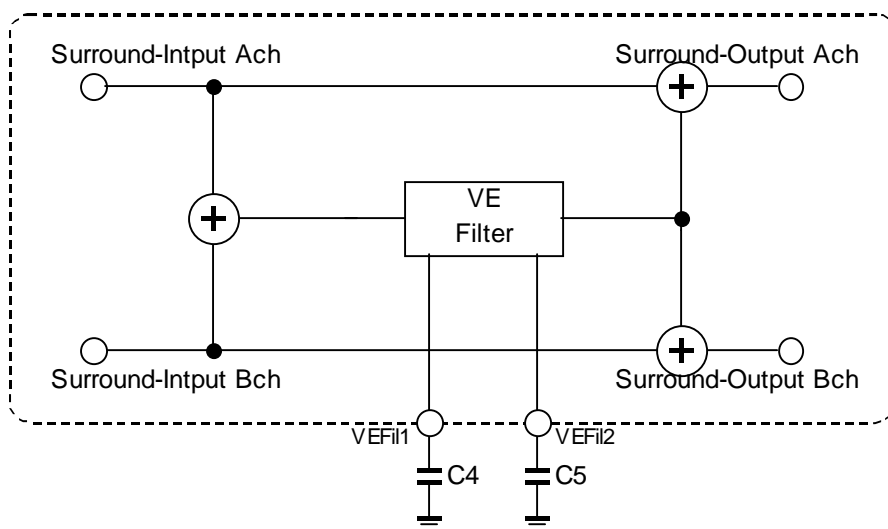 Surround-Intput Ach
Surround-Output Ach
+
+
VE
Filter
+
Surround-Intput Bch
Surround-Output Bch
VEFil1
VEFil2
C4
C5